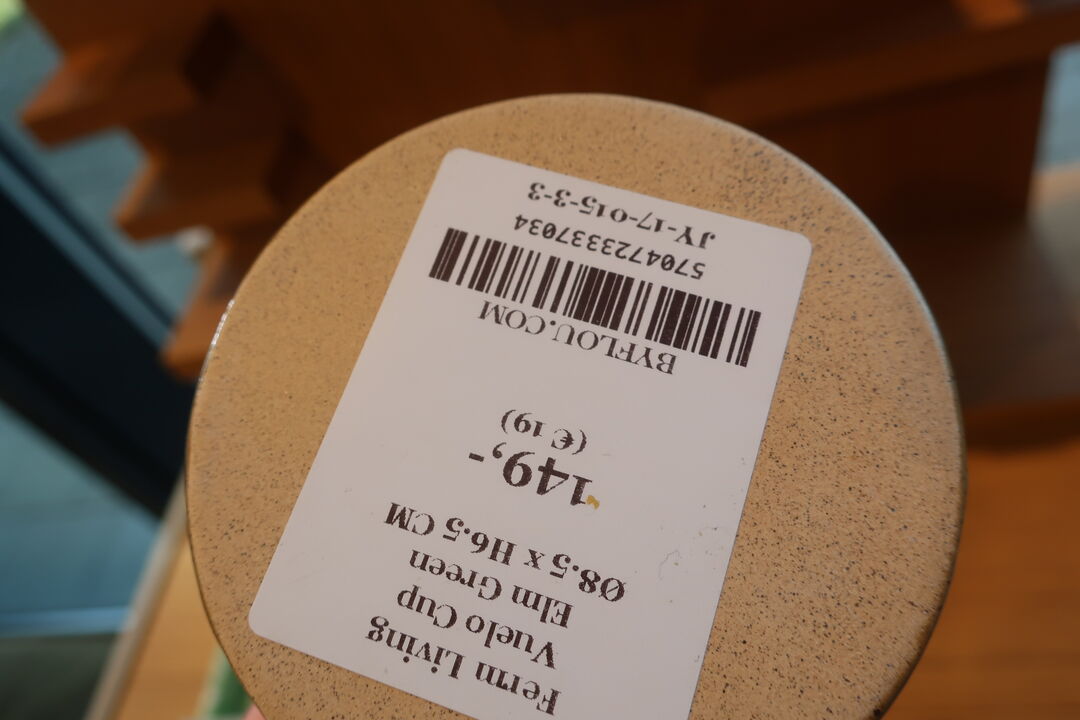 Ferm Living
Vuelo Cup
Elm Green
Ø8.5 x H6.5 CM
149,-
(€ 19)
BYFLOU.COM
5704723337034
JY-17-015-3-3